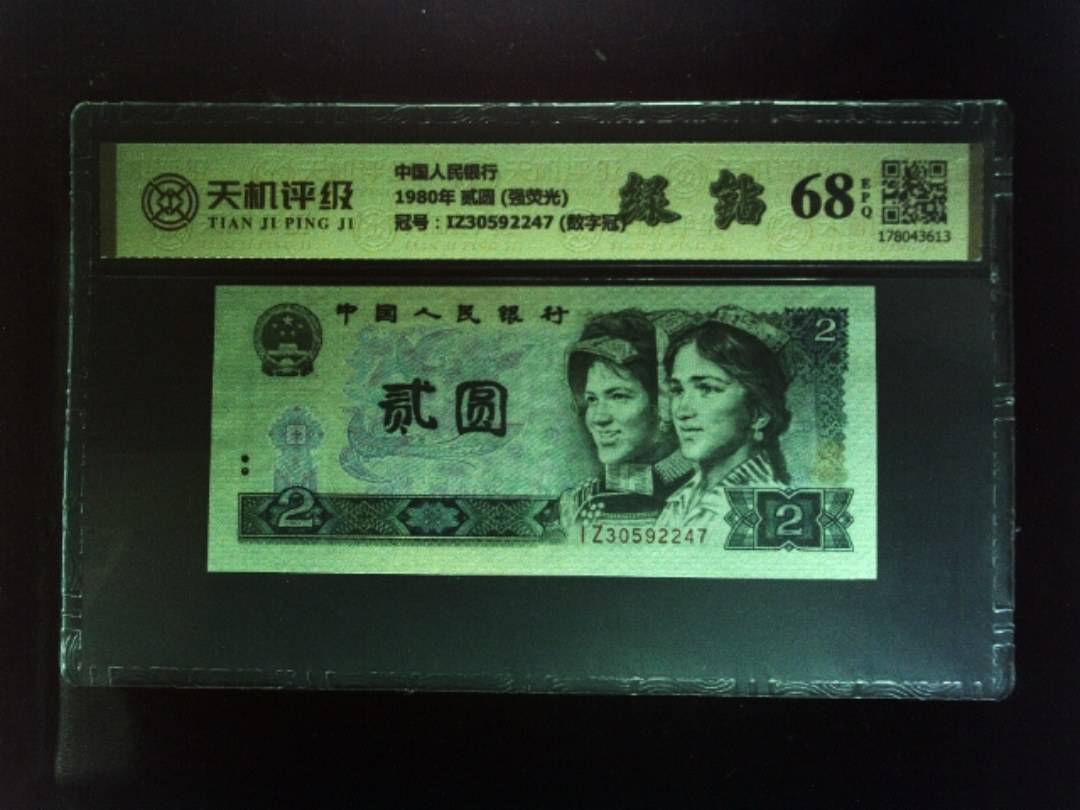 天机评级
TIAN JI PING JI
中国人民银行
1980年 贰圆 (强荧光)
冠号：IZ30592247 (数字冠)
绿钻
68
EPQ
178043613
中国人民银行
2
贰圆
2
2
IZ30592247